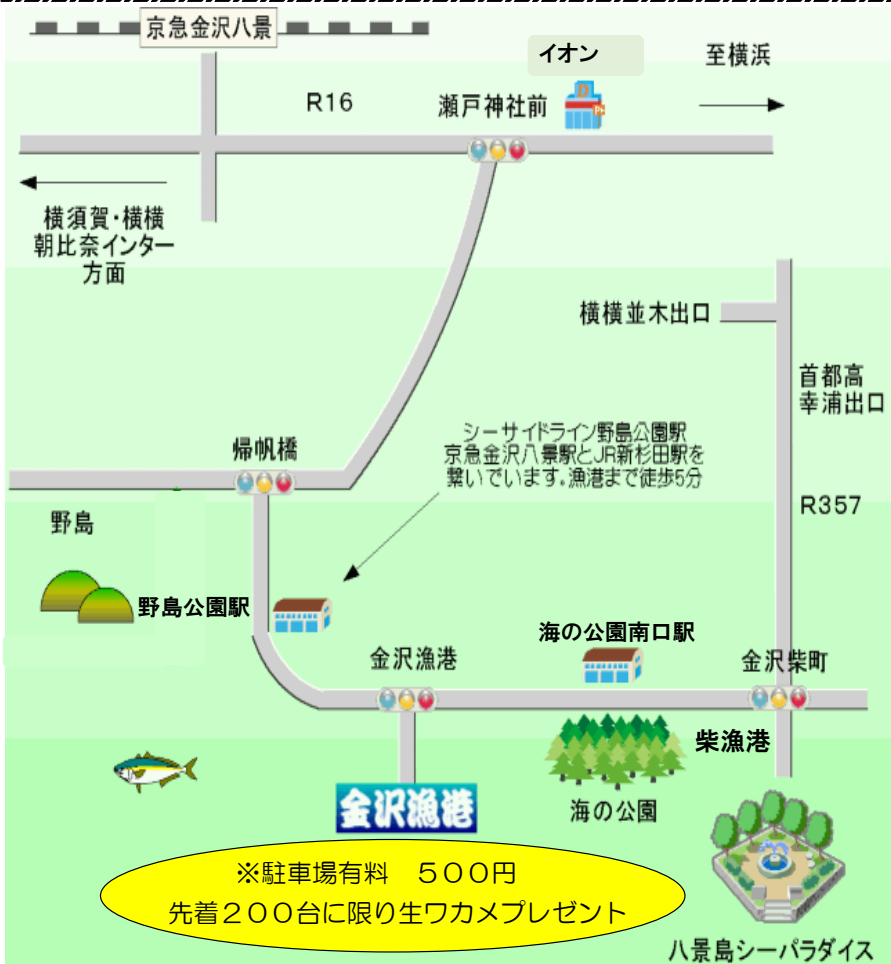 京急金沢八景
イオン
至横浜
R16
瀬戸神社前
横須賀・横横
朝比奈インター
方面
横横並木出口
首都高
幸浦出口
シーサイドライン野島公園駅
京急金沢八景駅とJR新杉田駅を
繋いでいます。漁港まで徒歩5分
帰帆橋
R357
野島
野島公園駅
海の公園南口駅
金沢漁港
金沢柴町
柴漁港
金沢漁港
海の公園
※駐車場有料　５００円
先着２００台に限り生ワカメプレゼント
八景島シーパラダイス